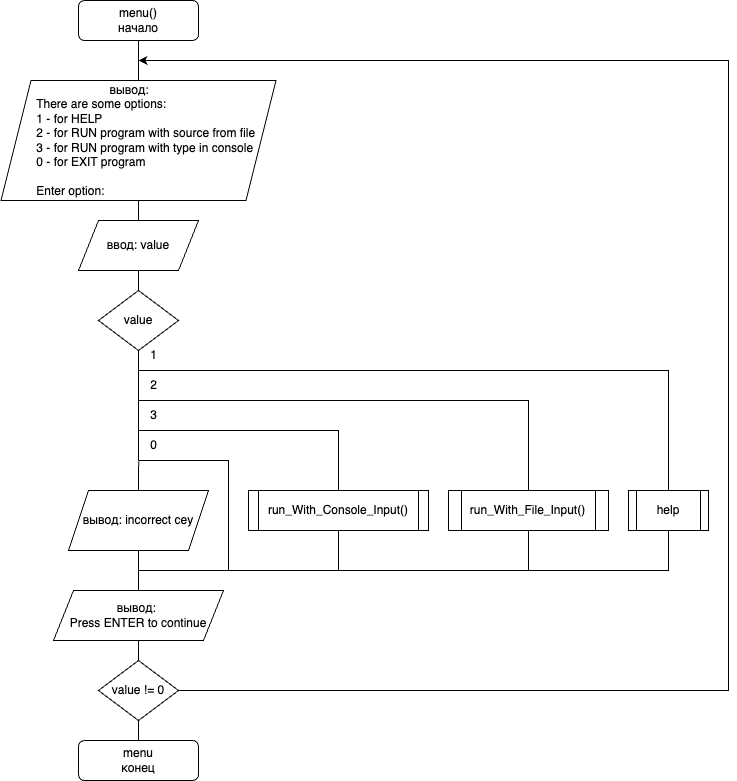 menu()
начало
вывод:
There are some options:
1 - for HELP
2 - for RUN program with source from file
3 - for RUN program with type in console
0 - for EXIT program
Enter option:
ввод: value
value
1
2
3
0
вывод: incorrect cey
run_With_Console_Input()
run_With_File_Input()
help
вывод:
Press ENTER to continue
value != 0
menu
конец